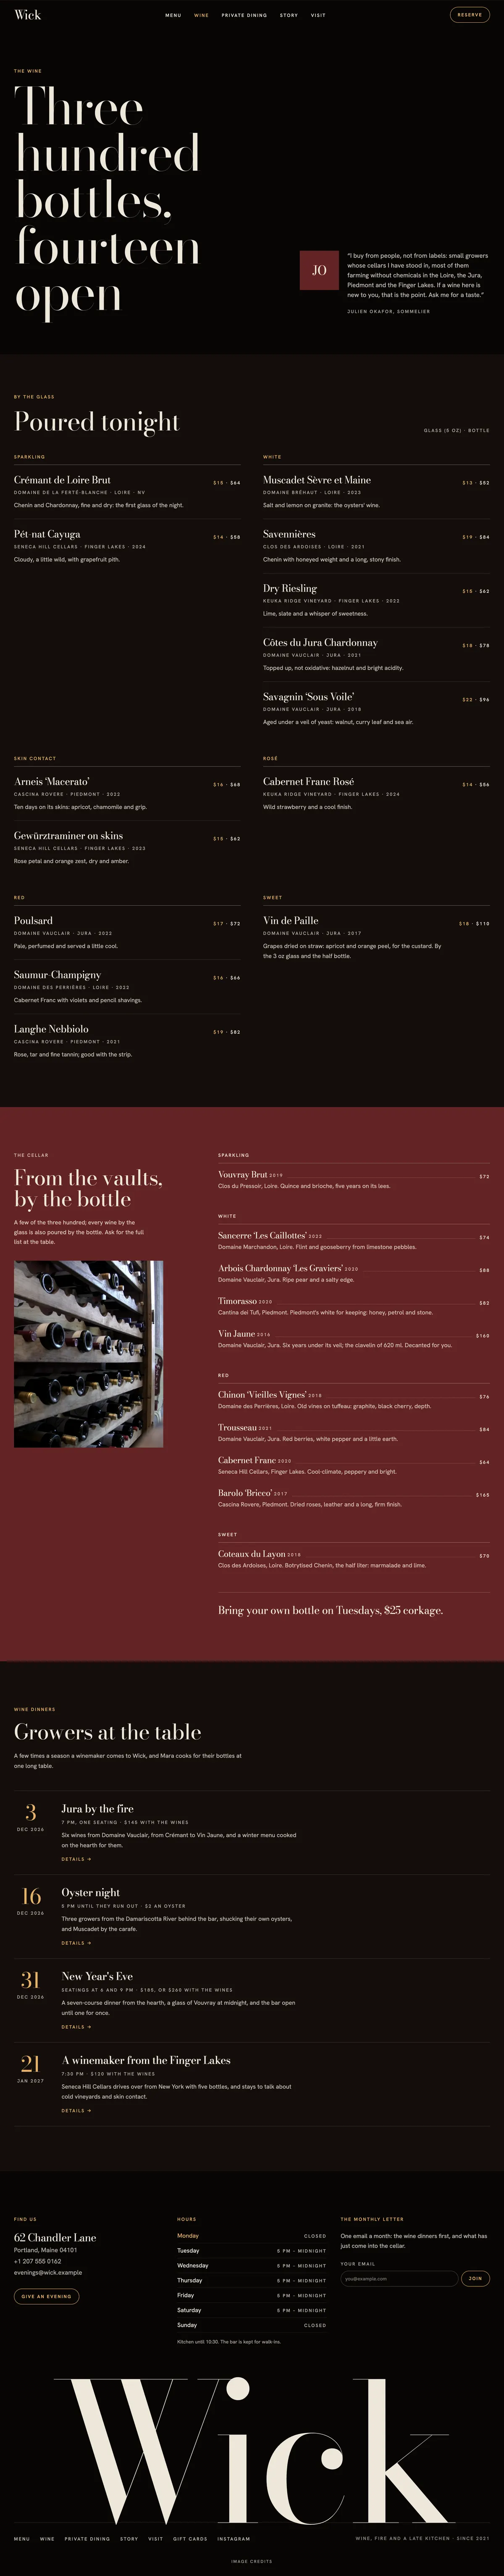 Wick
MENU WINE PRIVATE DINING STORY VISIT
RESERVE
THE WINE
Three
hundred
bottles,
fourteen
open
JO
“I buy from people, not from labels: small growers
whose cellars I have stood in, most of them
farming without chemicals in the Loire, the Jura,
Piedmont and the Finger Lakes. If a wine here is
new to you, that is the point. Ask me for a taste.”
JULIEN OKAFOR, SOMMELIER
BY THE GLASS
Poured tonight
GLASS (5 OZ) · BOTTLE
SPARKLING
Crémant de Loire Brut
$15 · $64
DOMAINE DE LA FERTÉ-BLANCHE · LOIRE · NV
Chenin and Chardonnay, fine and dry: the first glass of the night.
Pét-nat Cayuga
$14 · $58
SENECA HILL CELLARS · FINGER LAKES · 2024
Cloudy, a little wild, with grapefruit pith.
WHITE
Muscadet Sèvre et Maine
$13 · $52
DOMAINE BRÉHAUT · LOIRE · 2023
Salt and lemon on granite: the oysters' wine.
Savennières
$19 · $84
CLOS DES ARDOISES · LOIRE · 2021
Chenin with honeyed weight and a long, stony finish.
Dry Riesling
$15 · $62
KEUKA RIDGE VINEYARD · FINGER LAKES · 2023
Lime, slate and a whisper of sweetness.
Côtes du Jura Chardonnay
$18 · $78
DOMAINE VAUCLAIR · JURA · 2021
Topped up, not oxidative: hazelnut and bright acidity.
Savagnin ‘Sous Voile’
$22 · $96
DOMAINE VAUCLAIR · JURA · 2018
Aged under a veil of yeast: walnut, curry leaf and sea air.
SKIN CONTACT
Arneis ‘Macerato’
$16 · $68
CASCINA ROVERE · PIEDMONT · 2022
Ten days on its skins: apricot, chamomile and grip.
Gewürztraminer on skins
$15 · $62
SENECA HILL CELLARS · FINGER LAKES · 2023
Rose petal and orange zest, dry and amber.
ROSÉ
Cabernet Franc Rosé
$14 · $56
KEUKA RIDGE VINEYARD · FINGER LAKES · 2024
Wild strawberry and a cool finish.
RED
Poulsard
$17 · $72
DOMAINE VAUCLAIR · JURA · 2022
Pale, perfumed and served a little cool.
Saumur-Champigny
$16 · $66
DOMAINE DES PERRIÈRES · LOIRE · 2022
Cabernet Franc with violets and pencil shavings.
Langhe Nebbiolo
$19 · $82
CASCINA ROVERE · PIEDMONT · 2021
Rose, tar and fine tannin; good with the strip.
SWEET
Vin de Paille
$18 · $110
DOMAINE VAUCLAIR · JURA · 2017
Grapes dried on straw: apricot and orange peel, for the custard. By
the 3 oz glass and the half bottle.
THE CELLAR
From the vaults,
by the bottle
A few of the three hundred; every wine by the
glass is also poured by the bottle. Ask for the full
list at the table.
SPARKLING
Vouvray Brut 2019 $72
Clos du Pressoir, Loire. Quince and brioche, five years on its lees.
WHITE
Sancerre ‘Les Caillottes’ 2023 $74
Domaine Marchandon, Loire. Flint and gooseberry from limestone pebbles.
Arbois Chardonnay ‘Les Graviers’ 2020 $88
Domaine Vauclair, Jura. Ripe pear and a salty edge.
Timorasso 2020 $82
Cantina dei Tufi, Piedmont. Piedmont's white for keeping: honey, petrol and stone.
Vin Jaune 2016 $160
Domaine Vauclair, Jura. Six years under its veil; the clavelin of 620 ml. Decanted for you.
RED
Chinon ‘Vieilles Vignes’ 2018 $76
Domaine des Perrières, Loire. Old vines on tuffeau: graphite, black cherry, depth.
Trousseau 2021 $84
Domaine Vauclair, Jura. Red berries, white pepper and a little earth.
Cabernet Franc 2020 $64
Seneca Hill Cellars, Finger Lakes. Cool-climate, peppery and bright.
Barolo ‘Bricco’ 2017 $165
Cascina Rovere, Piedmont. Dried roses, leather and a long, firm finish.
SWEET
Coteaux du Layon 2018 $70
Clos des Ardoises, Loire. Botrytised Chenin, the half liter: marmalade and lime.
Bring your own bottle on Tuesdays, $25 corkage.
WINE DINNERS
Growers at the table
A few times a season a winemaker comes to Wick, and Mara cooks for their bottles at
one long table.
3
DEC 2026
Jura by the fire
7 PM, ONE SEATING · $145 WITH THE WINES
Six wines from Domaine Vauclair, from Crémant to Vin Jaune, and a winter menu cooked
on the hearth for them.
DETAILS →
16
DEC 2026
Oyster night
5 PM UNTIL THEY RUN OUT · $2 AN OYSTER
Three growers from the Damariscotta River behind the bar, shucking their own oysters,
and Muscadet by the carafe.
DETAILS →
31
DEC 2026
New Year's Eve
SEATINGS AT 6 AND 9 PM · $185, OR $260 WITH THE WINES
A seven-course dinner from the hearth, a glass of Vouvray at midnight, and the bar open
until one for once.
DETAILS →
21
JAN 2027
A winemaker from the Finger Lakes
7:30 PM · $120 WITH THE WINES
Seneca Hill Cellars drives over from New York with five bottles, and stays to talk about
cold vineyards and skin contact.
DETAILS →
FIND US
62 Chandler Lane
Portland, Maine 04101
+1 207 555 0162
evenings@wick.example
GIVE AN EVENING
HOURS
Monday CLOSED
Tuesday 5 PM – MIDNIGHT
Wednesday 5 PM – MIDNIGHT
Thursday 5 PM – MIDNIGHT
Friday 5 PM – MIDNIGHT
Saturday 5 PM – MIDNIGHT
Sunday CLOSED
Kitchen until 10:30. The bar is kept for walk-ins.
THE MONTHLY LETTER
One email a month: the wine dinners first, and what has
just come into the cellar.
YOUR EMAIL
you@example.com
JOIN
Wick
MENU WINE PRIVATE DINING STORY VISIT GIFT CARDS INSTAGRAM
WINE, FIRE AND A LATE KITCHEN · SINCE 2021
IMAGE CREDITS